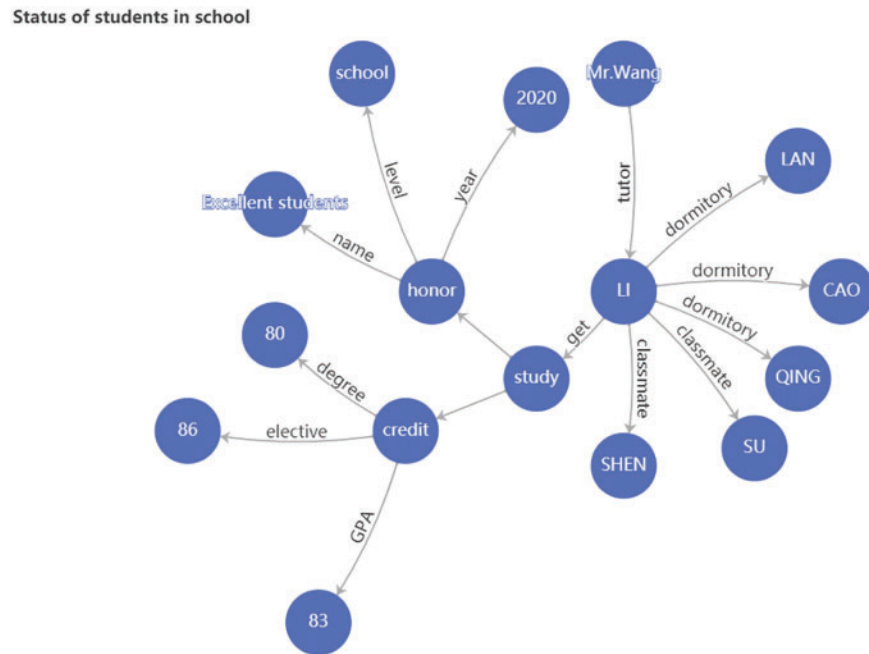 Status of students in school
school
Mr.Wang
2020
LAN
level
year
tutor
dormitory
Excellent students
name
dormitory
honor
LI
CAO
dormitory
80
get
classmate
classmate
degree
study
QING
86
elective
credit
SU
SHEN
GPA
83